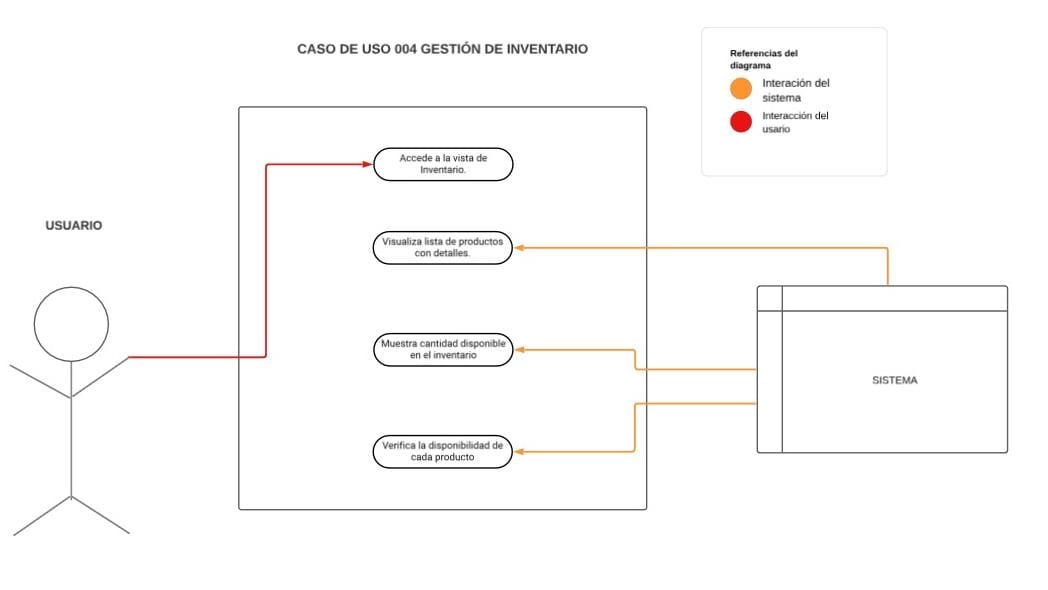 CASO DE USO 004 GESTIÓN DE INVENTARIO
Referencias del
diagrama
Interación del
sistema
Interacción del
usario
Accede a la vista de
Inventario.
USUARIO
Visualiza lista de productos
con detalles.
Muestra cantidad disponible
en el inventario
SISTEMA
Verifica la disponibilidad de
cada producto